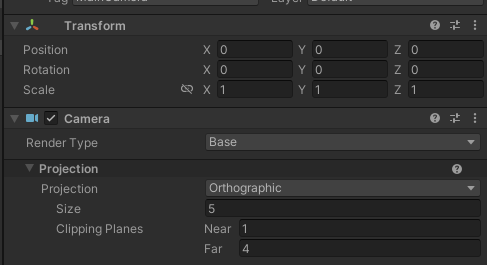 Tag MainCamera Layer Default
Transform
Position X 0 Y 0 Z 0
Rotation X 0 Y 0 Z 0
Scale X 1 Y 1 Z 1
Camera
Render Type Base
Projection
Projection Orthographic
Size 5
Clipping Planes Near 1
Far 4